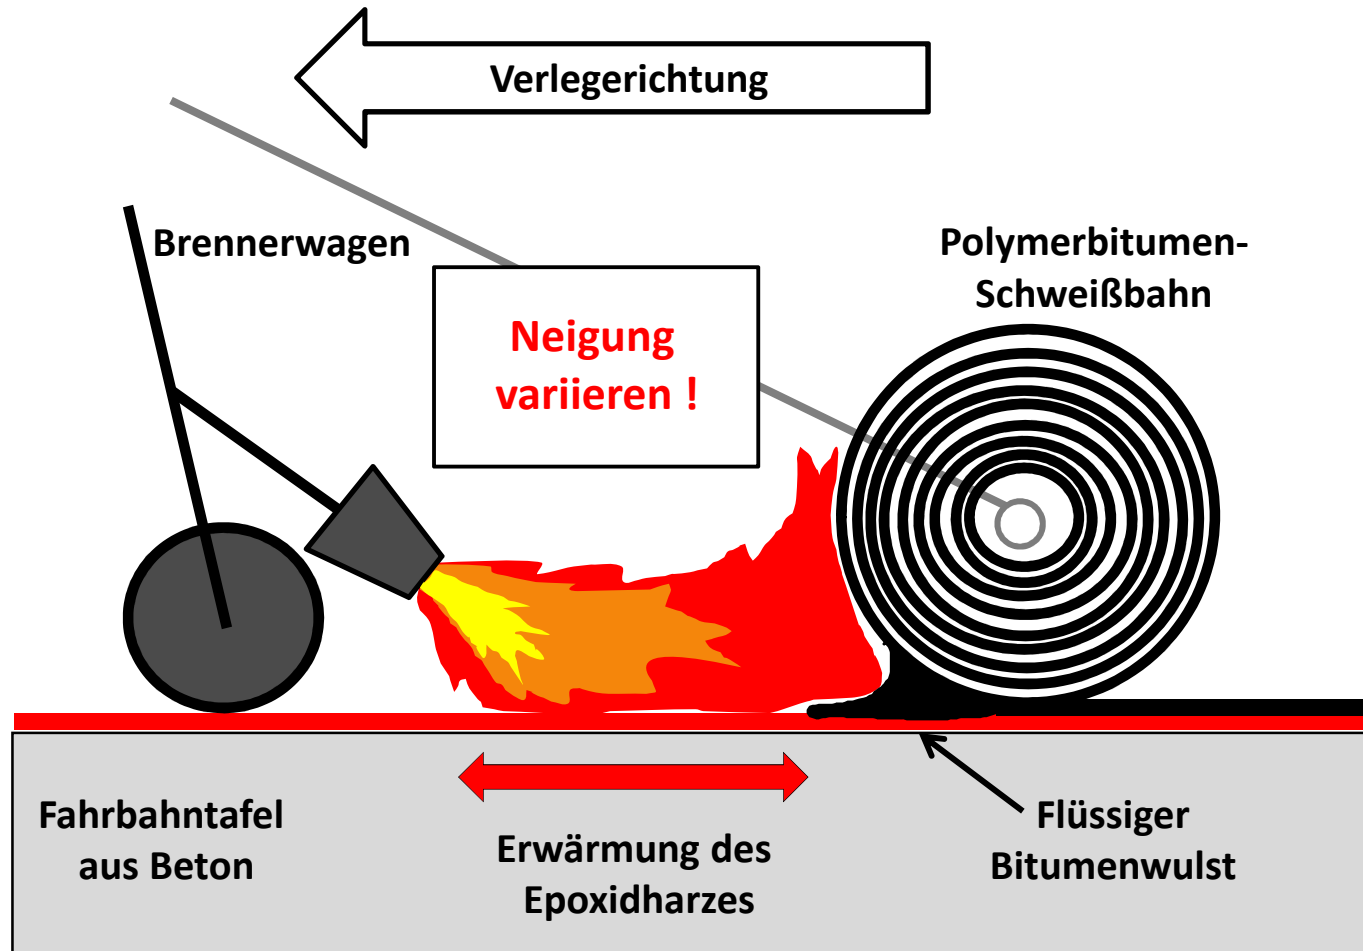 Verlegerichtung
Brennerwagen
Polymerbitumen-
Schweißbahn
Neigung
variieren !
Fahrbahntafel
aus Beton
Erwärmung des
Epoxidharzes
Flüssiger
Bitumenwulst